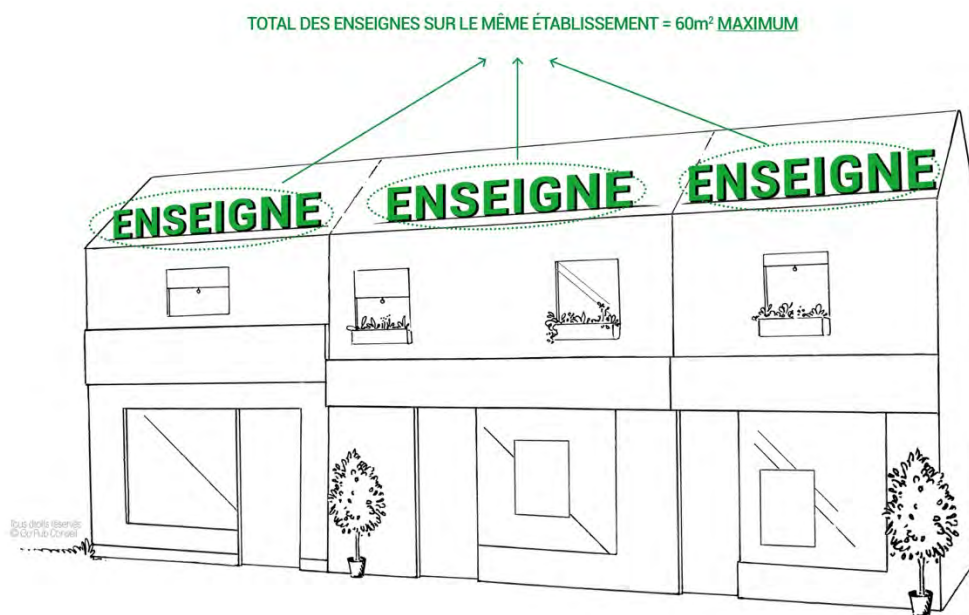 TOTAL DES ENSEIGNES SUR LE MÊME ÉTABLISSEMENT = 60m² MAXIMUM
ENSEIGNE
ENSEIGNE
ENSEIGNE
Tous droits réservés
© Go Pub Conseil